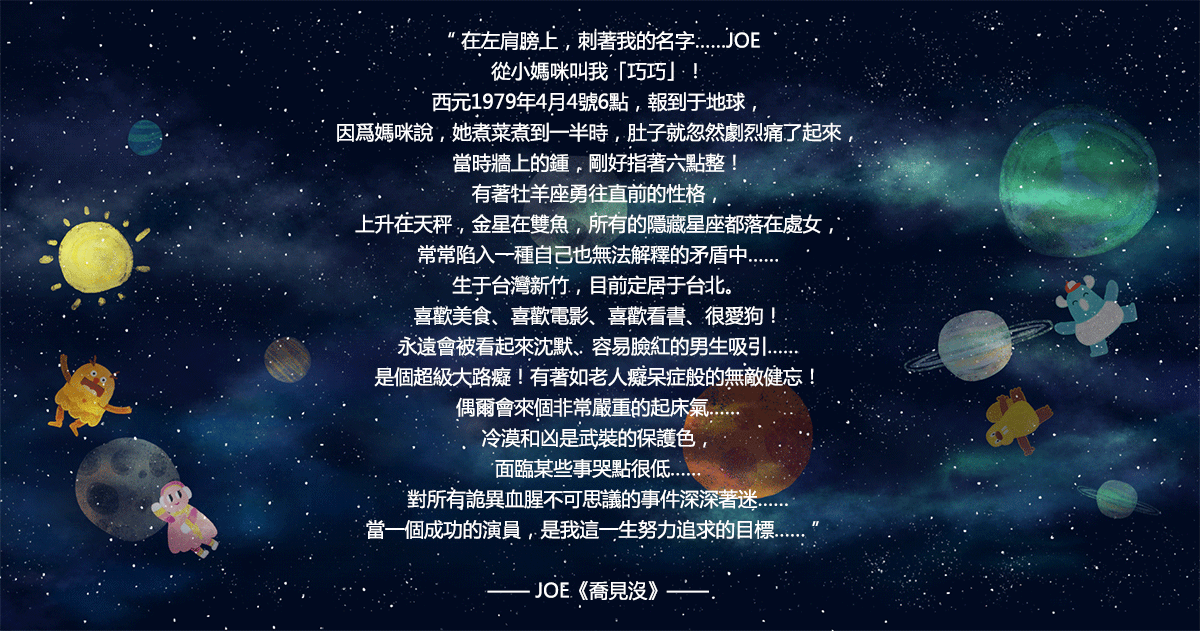 “ 在左肩膀上，刺著我的名字……JOE
從小媽咪叫我「巧巧」！
西元1979年4月4號6點，報到于地球，
因爲媽咪說，她煮菜煮到一半時，肚子就忽然劇烈痛了起來，
當時牆上的鍾，剛好指著六點整！
有著牡羊座勇往直前的性格，
上升在天秤，金星在雙魚，所有的隱藏星座都落在處女，
常常陷入一種自己也無法解釋的矛盾中……
生于台灣新竹，目前定居于台北。
喜歡美食、喜歡電影、喜歡看書、很愛狗！
永遠會被看起來沈默、容易臉紅的男生吸引……
是個超級大路癡！有著如老人癡呆症般的無敵健忘！
偶爾會來個非常嚴重的起床氣……
冷漠和凶是武裝的保護色，
面臨某些事哭點很低……
對所有詭異血腥不可思議的事件深深著迷……
當一個成功的演員，是我這一生努力追求的目標…… ”
—— JOE《喬見沒》——